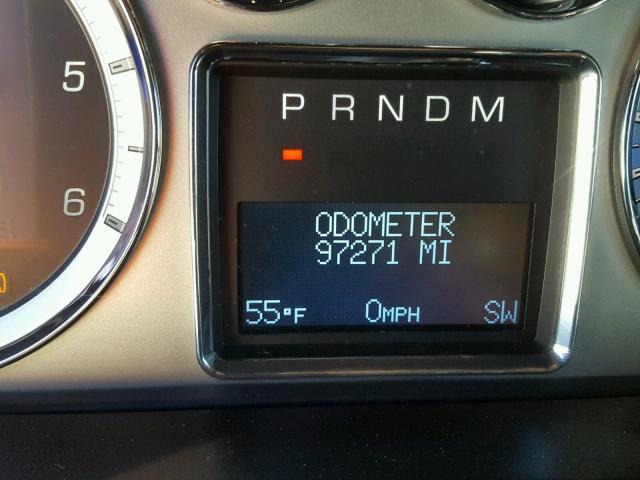 5
6
P R N D M
ODOMETER
97271 MI
55°F 0MPH SW